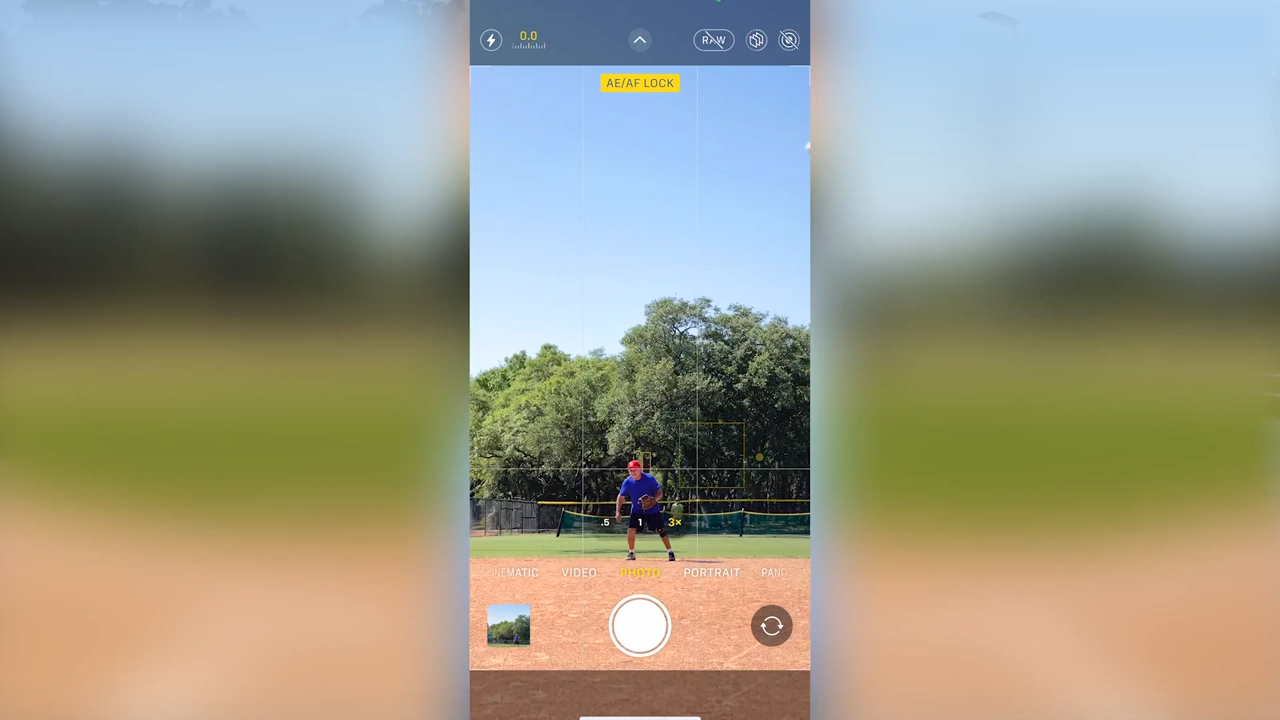 0.0
RAW
AE/AF LOCK
.5 1 3×
NEMATIC VIDEO PHOTO PORTRAIT PANO